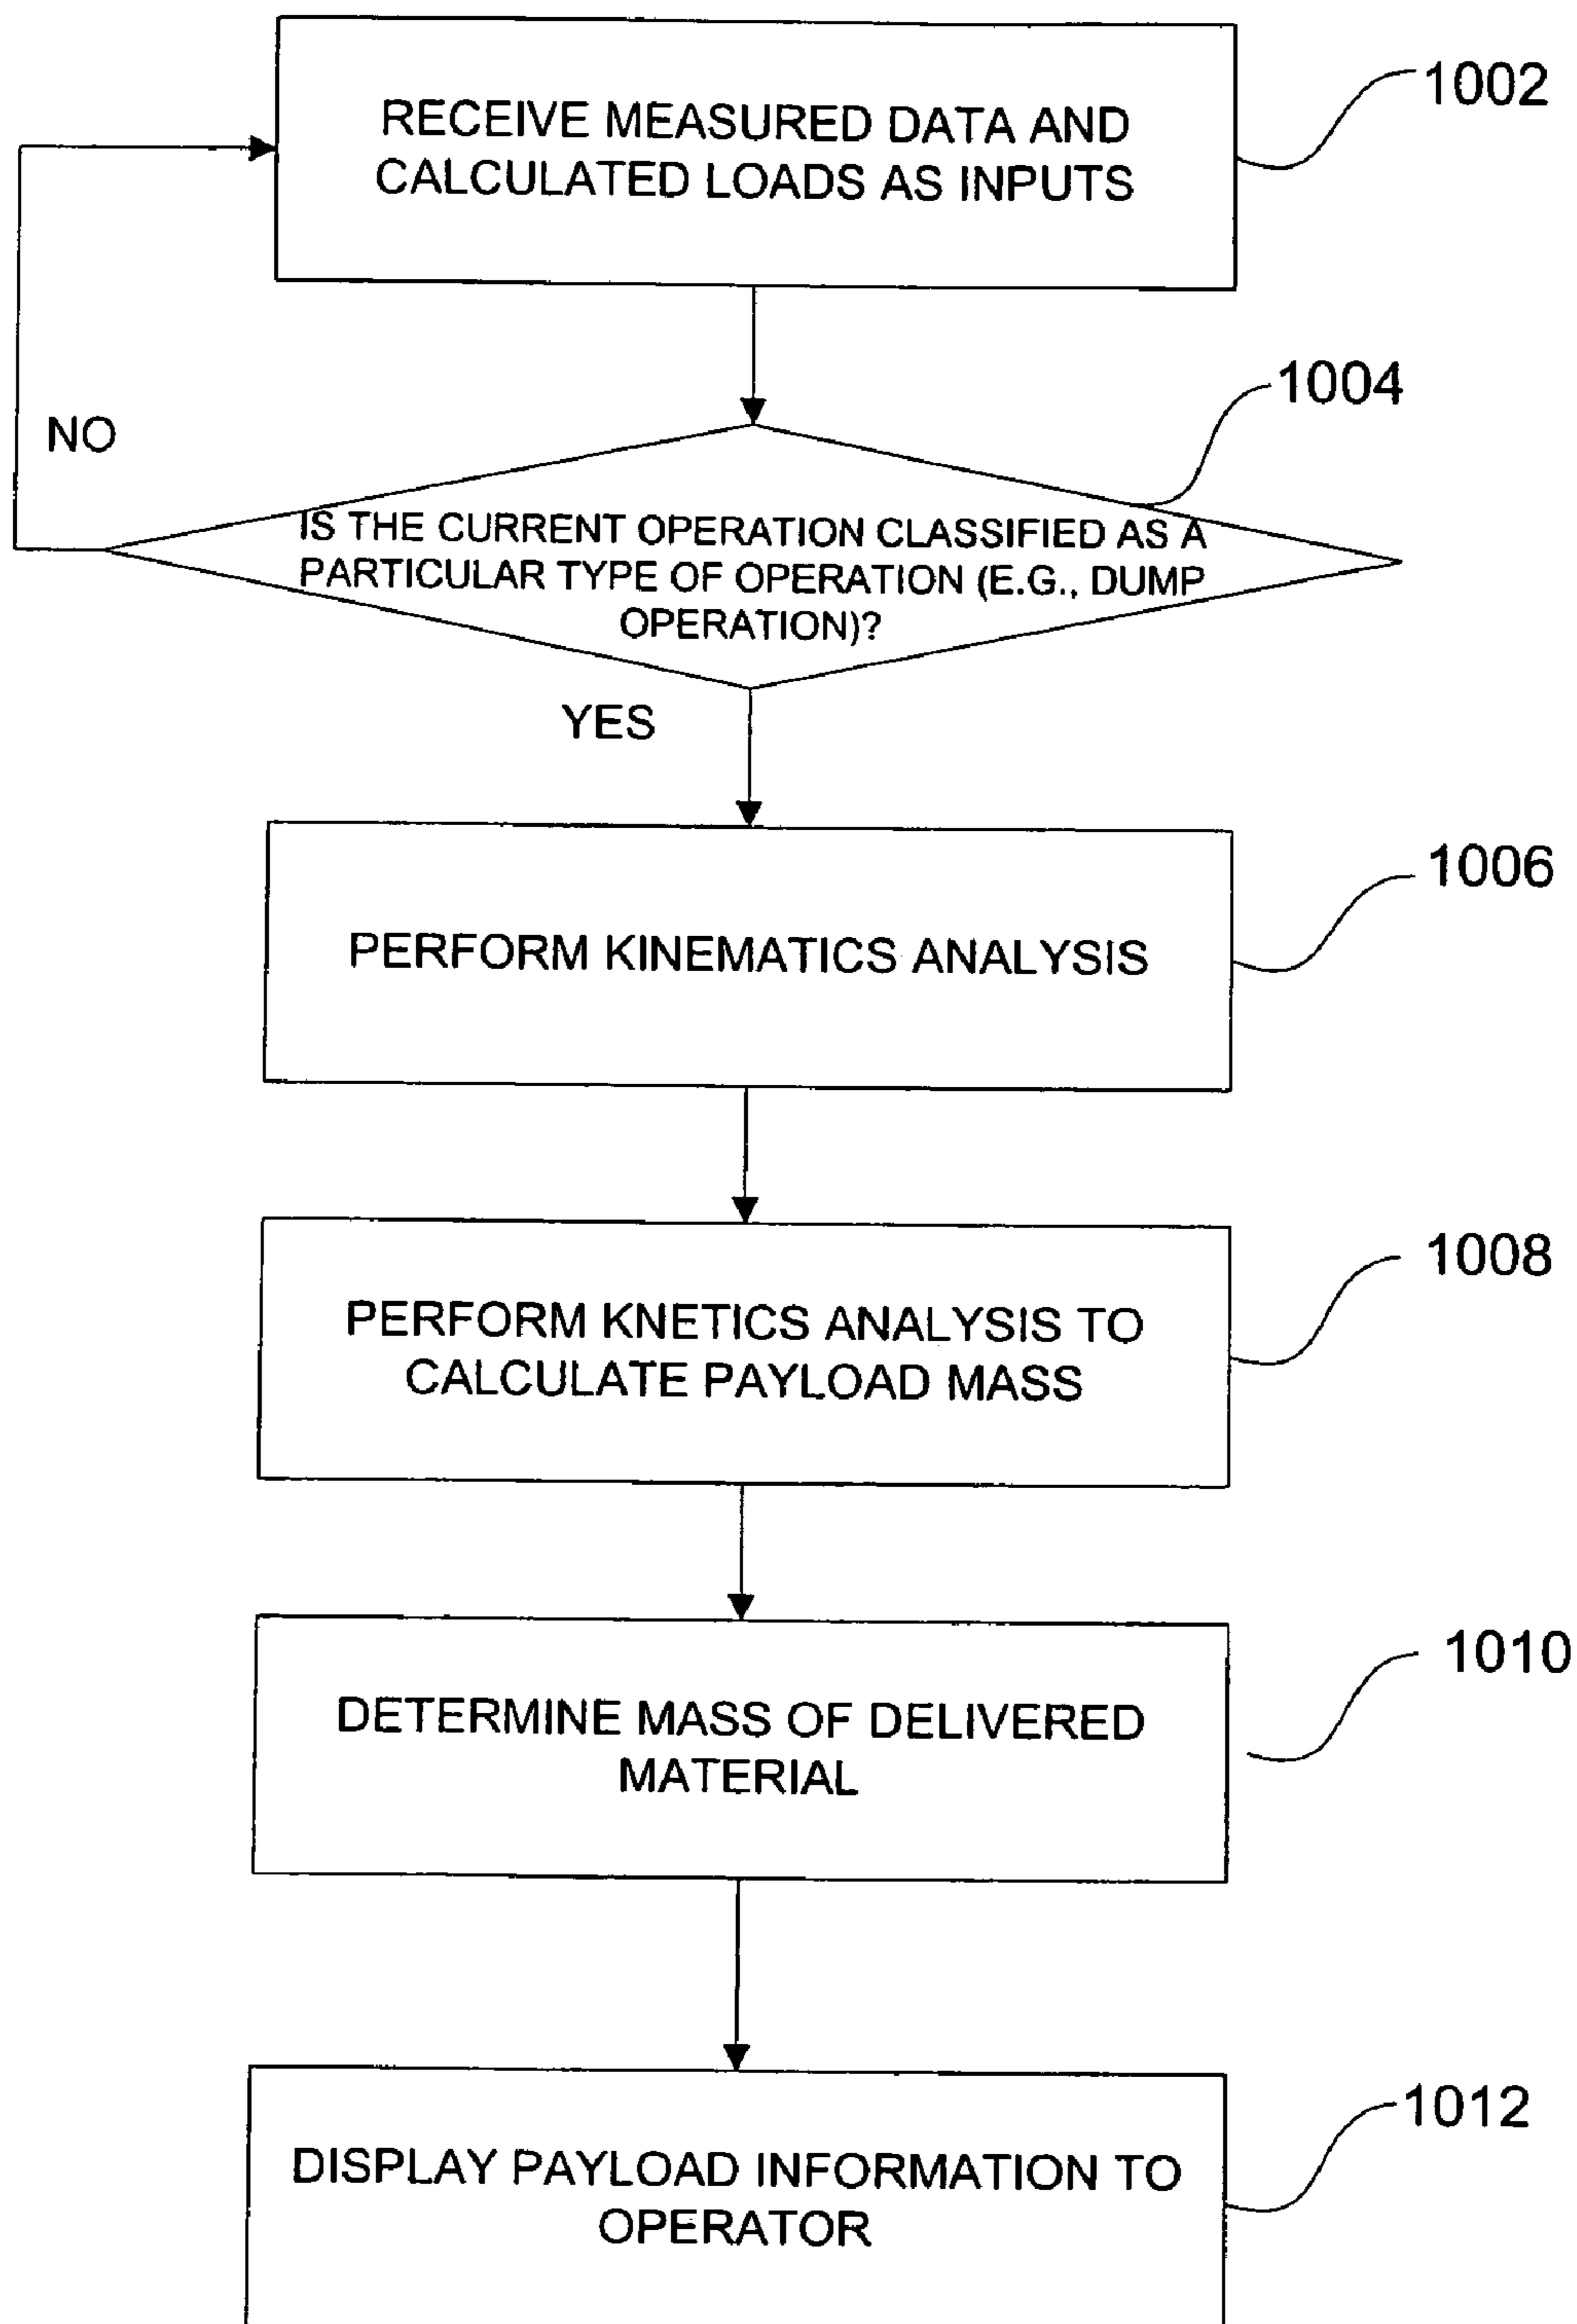 RECEIVE MEASURED DATA AND
CALCULATED LOADS AS INPUTS
1002
1004
NO
IS THE CURRENT OPERATION CLASSIFIED AS A
PARTICULAR TYPE OF OPERATION (E.G., DUMP
OPERATION)?
YES
1006
PERFORM KINEMATICS ANALYSIS
1008
PERFORM KNETICS ANALYSIS TO
CALCULATE PAYLOAD MASS
1010
DETERMINE MASS OF DELIVERED
MATERIAL
1012
DISPLAY PAYLOAD INFORMATION TO
OPERATOR